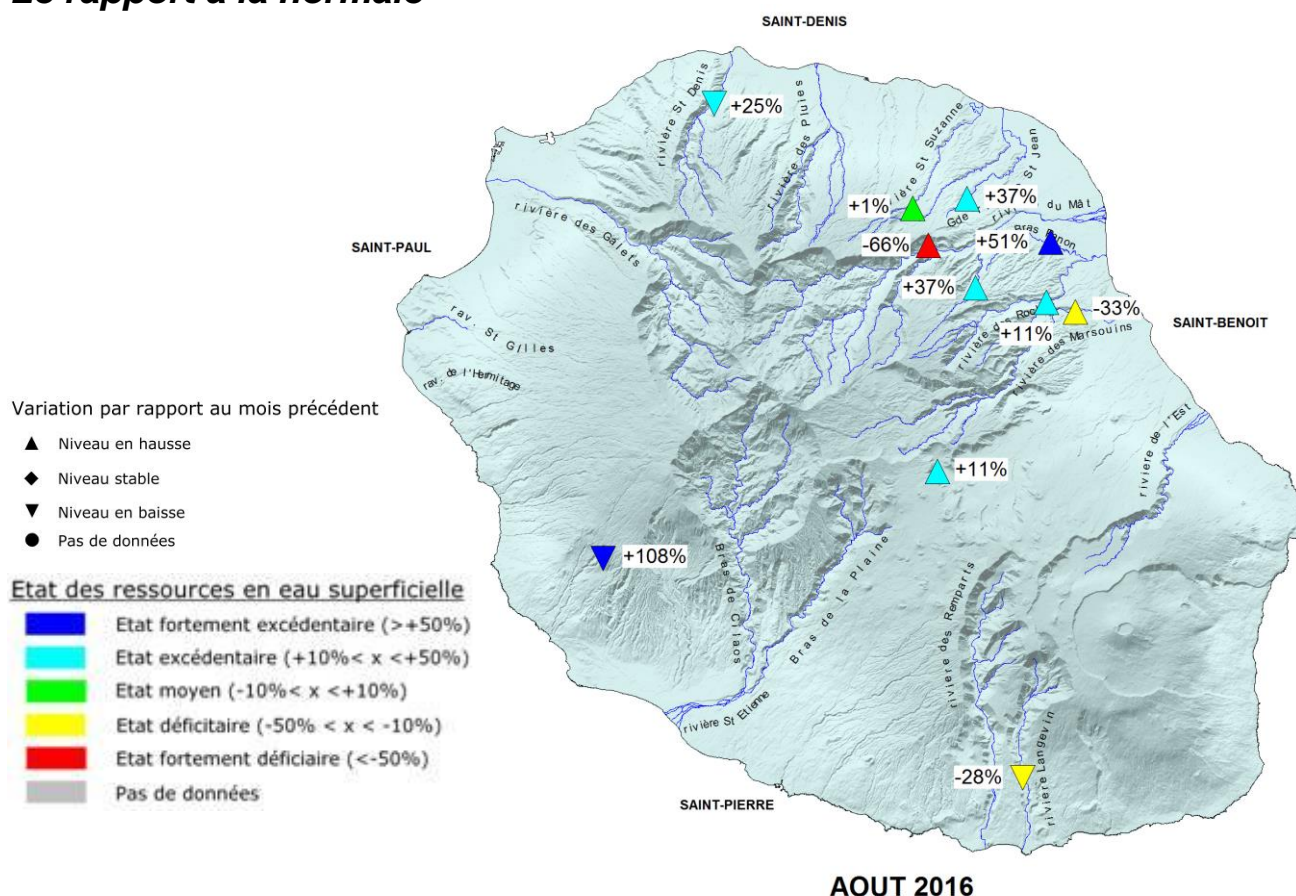 Le rapport à la normale
SAINT-DENIS
rivière St Denis
+25%
rivière des Pluies
rivière St Suzanne
+1%
+37%
St Jean
du Mât
-66%
+51%
Bras
rivière des Galets
SAINT-PAUL
+37%
-33%
SAINT-BENOIT
rivière des
+11%
rivière des Marsouins
rav. St Gilles
rav. de l'Hermitage
rivière de l'Est
Variation par rapport au mois précédent
Niveau en hausse
Niveau stable
Niveau en baisse
Pas de données
+11%
+108%
Bras de Cilaos
Bras de la Plaine
rivière des Remparts
Etat des ressources en eau superficielle
Etat fortement excédentaire (>+50%)
Etat excédentaire (+10%< x <+50%)
Etat moyen (-10%< x <+10%)
Etat déficitaire (-50% < x < -10%)
Etat fortement déficiaire (<-50%)
Pas de données
rivière St Etienne
rivière Langevin
-28%
SAINT-PIERRE
AOUT 2016